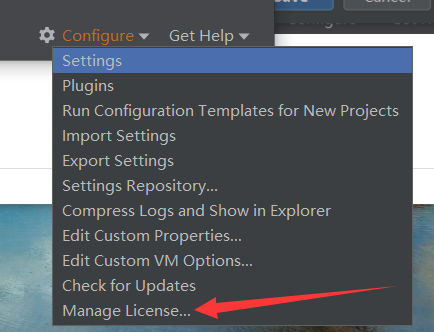 Cancel
Configure
Get Help
Settings
Plugins
Run Configuration Templates for New Projects
Import Settings
Export Settings
Settings Repository...
Compress Logs and Show in Explorer
Edit Custom Properties...
Edit Custom VM Options...
Check for Updates
Manage License...